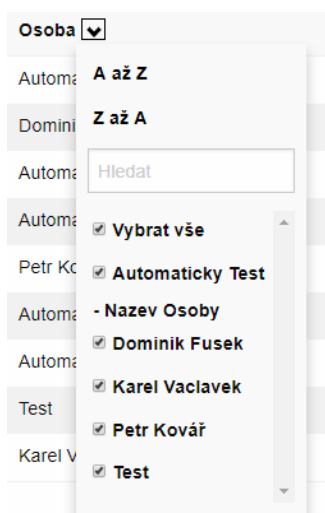 Osoba
A až Z
Z až A
Hledat
Vybrat vše
Automaticky Test
- Nazev Osoby
Dominik Fusek
Karel Vaclavek
Petr Kovář
Test
Test